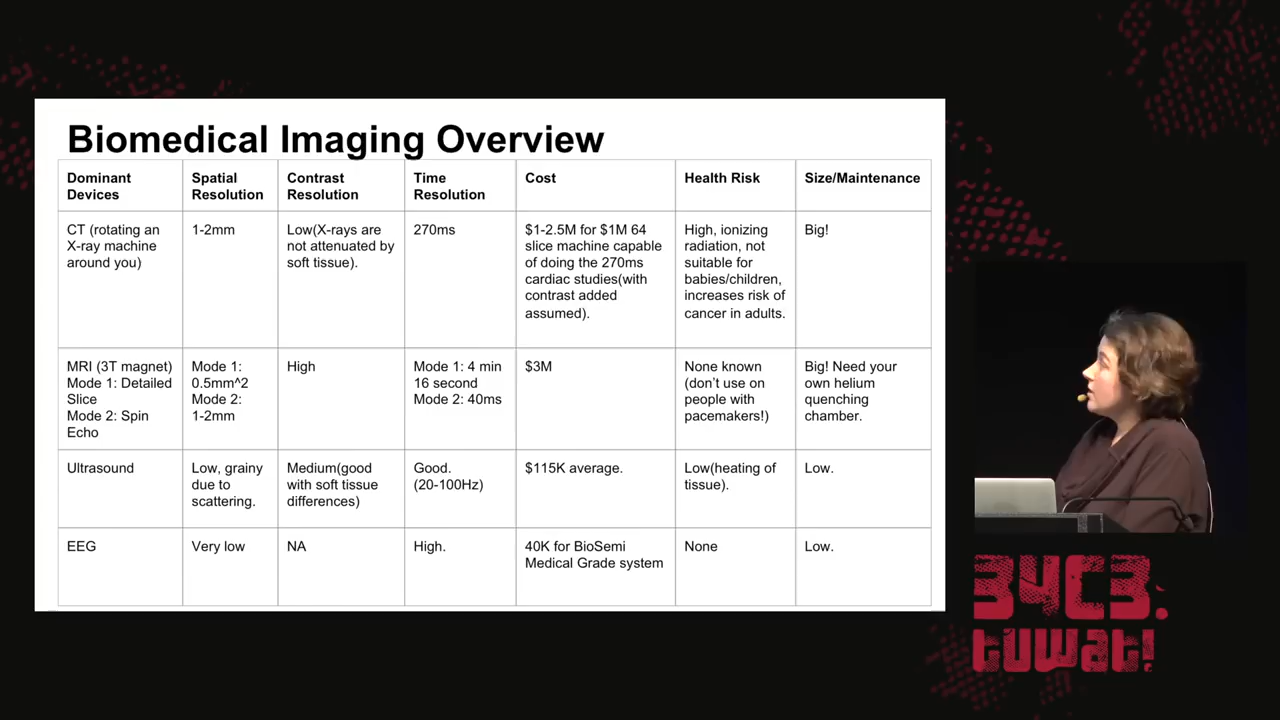 Biomedical Imaging Overview
Dominant
Devices
Spatial
Resolution
Contrast
Resolution
Time
Resolution
Cost
Health Risk
Size/Maintenance
CT (rotating an
X-ray machine
around you)
1-2mm
Low(X-rays are
not attenuated by
soft tissue).
270ms
$1-2.5M for $1M 64
slice machine capable
of doing the 270ms
cardiac studies(with
contrast added
assumed).
High, ionizing
radiation, not
suitable for
babies/children,
increases risk of
cancer in adults.
Big!
MRI (3T magnet)
Mode 1: Detailed
Slice
Mode 2: Spin
Echo
Mode 1:
0.5mm^2
Mode 2:
1-2mm
High
Mode 1: 4 min
16 second
Mode 2: 40ms
$3M
None known
(don’t use on
people with
pacemakers!)
Big! Need your
own helium
quenching
chamber.
Ultrasound
Low, grainy
due to
scattering.
Medium(good
with soft tissue
differences)
Good.
(20-100Hz)
$115K average.
Low(heating of
tissue).
Low.
EEG
Very low
NA
High.
40K for BioSemi
Medical Grade system
None
Low.
34C3.
tuwat!